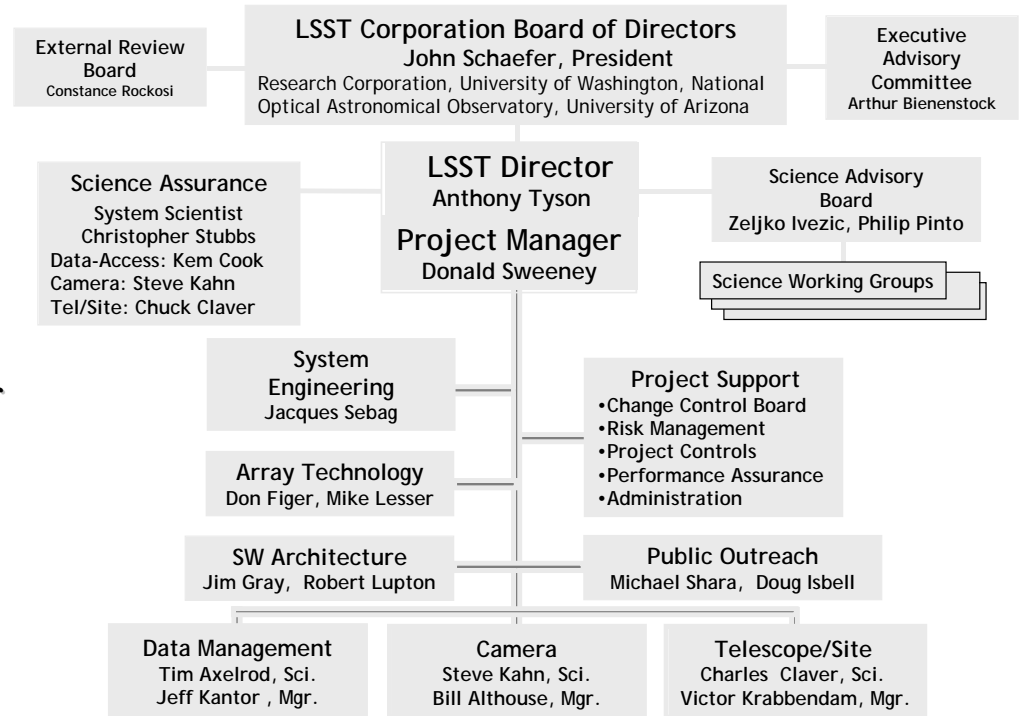 LSST Corporation Board of Directors
John Schaefer, President
Research Corporation, University of Washington, National
Optical Astronomical Observatory, University of Arizona
External Review
Board
Constance Rockosi
Executive
Advisory
Committee
Arthur Bienenstock
LSST Director
Anthony Tyson
Project Manager
Donald Sweeney
Science Assurance
System Scientist
Christopher Stubbs
Data-Access: Kem Cook
Camera: Steve Kahn
Tel/Site: Chuck Claver
Science Advisory
Board
Zeljko Ivezic, Philip Pinto
Science Working Groups
System
Engineering
Jacques Sebag
Project Support
•Change Control Board
•Risk Management
•Project Controls
•Performance Assurance
•Administration
Array Technology
Don Figer, Mike Lesser
SW Architecture
Jim Gray, Robert Lupton
Public Outreach
Michael Shara, Doug Isbell
Data Management
Tim Axelrod, Sci.
Jeff Kantor , Mgr.
Camera
Steve Kahn, Sci.
Bill Althouse, Mgr.
Telescope/Site
Charles Claver, Sci.
Victor Krabbendam, Mgr.